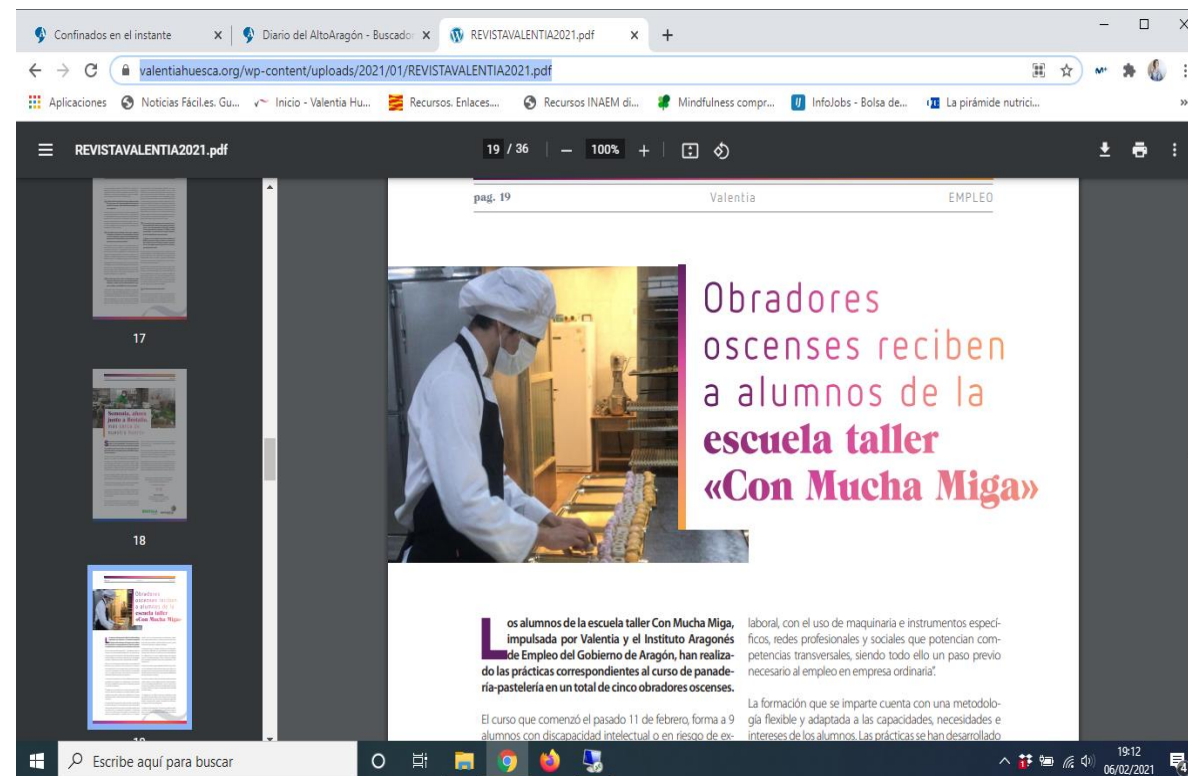 Confinados en el instante
Diario del AltoAragón - Buscador
REVISTAVALENTIA2021.pdf
valentiahuesca.org/wp-content/uploads/2021/01/REVISTAVALENTIA2021.pdf
Aplicaciones
Noticias Fácil.es. Gu...
Inicio - Valentia Hu...
Recursos. Enlaces....
Recursos INAEM di...
Mindfulness compr...
InfoJobs - Bolsa de...
La pirámide nutrici...
REVISTAVALENTIA2021.pdf
19 / 36
100%
17
18
pag. 19
Valentia
EMPLEO
Obradores
oscenses reciben
a alumnos de la
escuela taller
«Con Mucha Miga»
Los alumnos de la escuela taller Con Mucha Miga,
impulsada por Valentia y el Instituto Aragonés
de Empleo del Gobierno de Aragón, han realiza-
do las prácticas correspondientes al curso de panade-
ría-pastelería en un total de cinco obradores oscenses.
El curso que comenzó el pasado 11 de febrero, forma a 9
alumnos con discapacidad intelectual o en riesgo de ex-
laboral, con el uso de maquinaria e instrumentos especí-
ficos, redes profesionales y sociales que potencian com-
petencias transversales, siendo todo ello un paso previo
necesario al empleo en empresa ordinaria”.
La formación que se imparte cuenta con una metodolo-
gía flexible y adaptada a las capacidades, necesidades e
intereses de los alumnos. Las prácticas se han desarrollado
Escribe aquí para buscar
19:12
06/02/2021
4